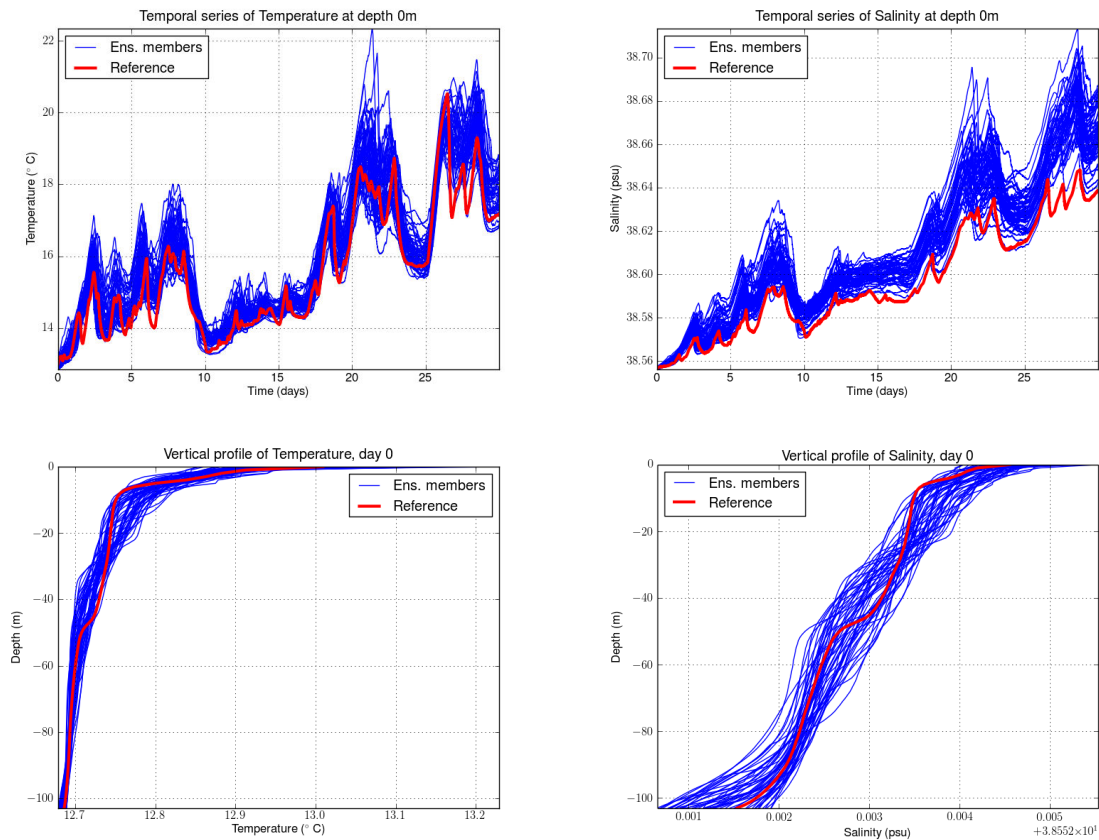 Temporal series of Temperature at depth 0m
Ens. members
Reference
Temperature (° C)
22
20
18
16
14
0 5 10 15 20 25
Time (days)
Temporal series of Salinity at depth 0m
Ens. members
Reference
Salinity (psu)
38.70
38.68
38.66
38.64
38.62
38.60
38.58
38.56
0 5 10 15 20 25
Time (days)
Vertical profile of Temperature, day 0
Ens. members
Reference
Depth (m)
0
−20
−40
−60
−80
−100
12.7 12.8 12.9 13.0 13.1 13.2
Temperature (° C)
Vertical profile of Salinity, day 0
Ens. members
Reference
Depth (m)
0
−20
−40
−60
−80
−100
0.001 0.002 0.003 0.004 0.005
Salinity (psu)
+3.8552×10¹